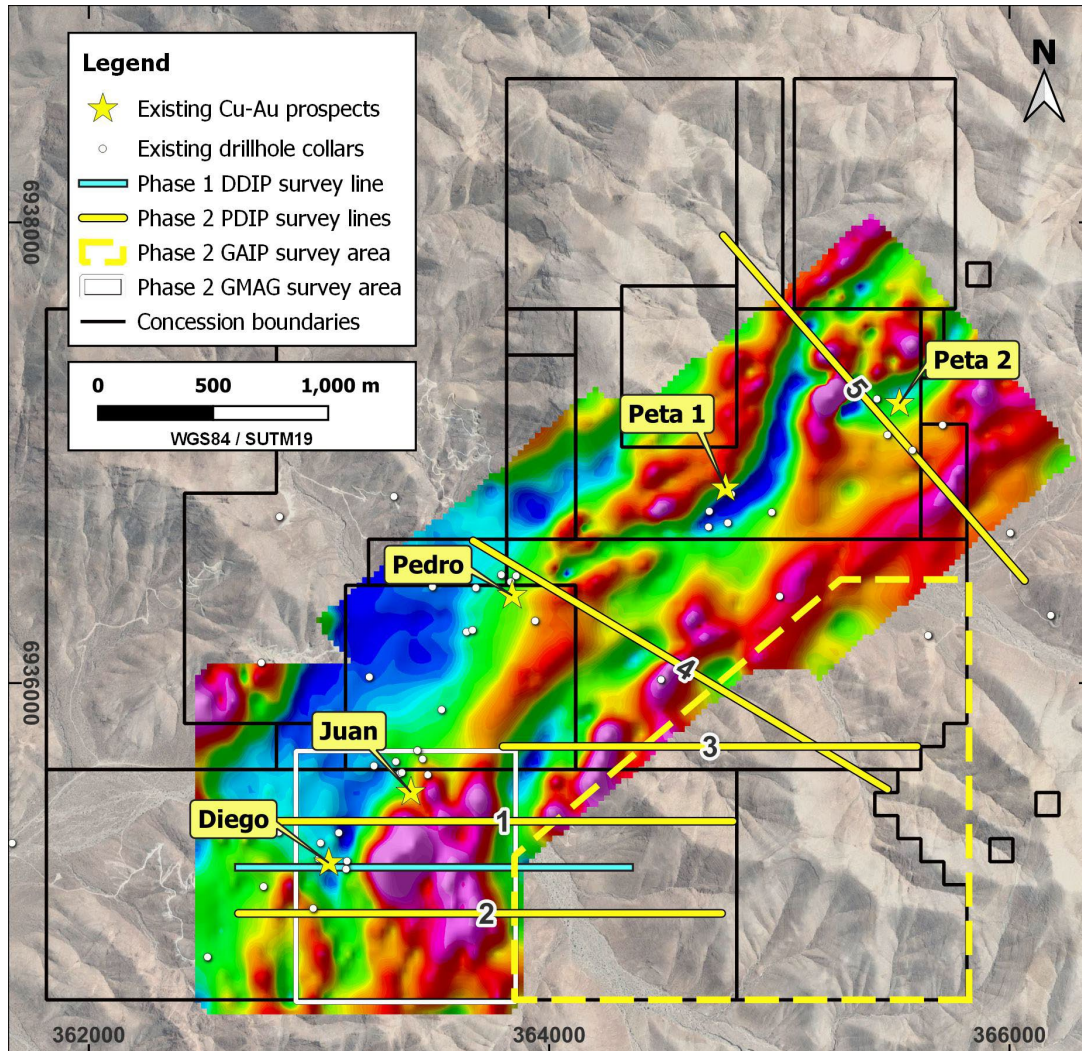 Legend
Existing Cu-Au prospects
Existing drillhole collars
Phase 1 DDIP survey line
Phase 2 PDIP survey lines
Phase 2 GAIP survey area
Phase 2 GMAG survey area
Concession boundaries
0 500 1,000 m
WGS84 / SUTM19
N
6938000
Peta 2
5
Peta 1
Pedro
6936000
4
Juan
3
1
Diego
2
362000 364000 366000